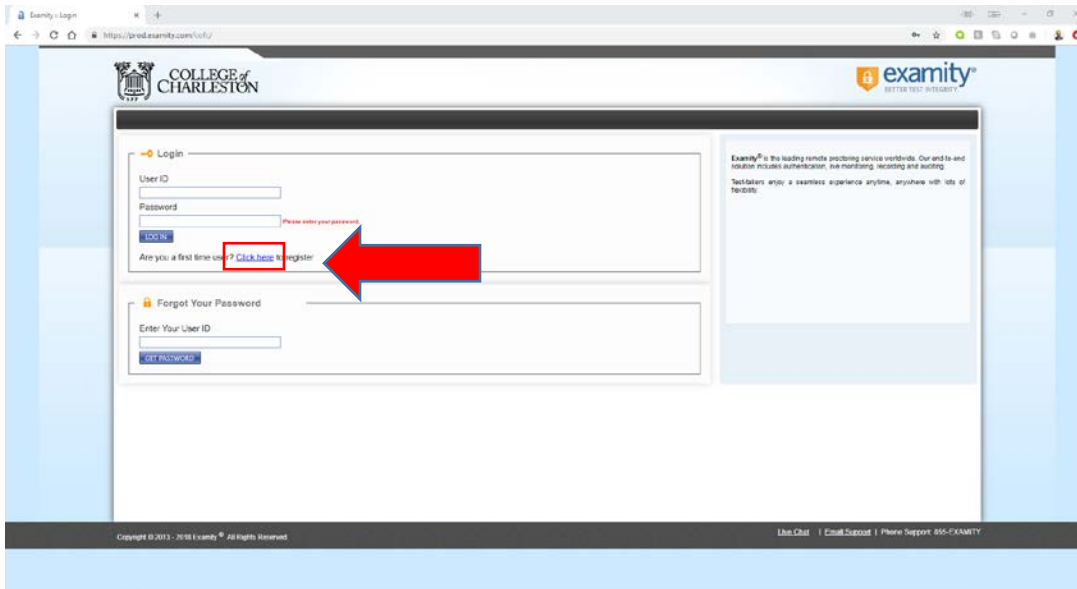 Examity :: Login
https://prod.examity.com/cofc/
COLLEGE of
CHARLESTON
examity®
BETTER TEST INTEGRITY
Login
User ID
Password
Please enter your password.
LOG IN
Are you a first time user? Click here to register
Forgot Your Password
Enter Your User ID
GET PASSWORD
Examity® is the leading remote proctoring service worldwide. Our end-to-end
solution includes authentication, live monitoring, recording and auditing.
Test-takers enjoy a seamless experience anytime, anywhere with lots of
flexibility.
Copyright © 2013 - 2018 Examity ® All Rights Reserved.
Live Chat | Email Support | Phone Support: 855-EXAMITY